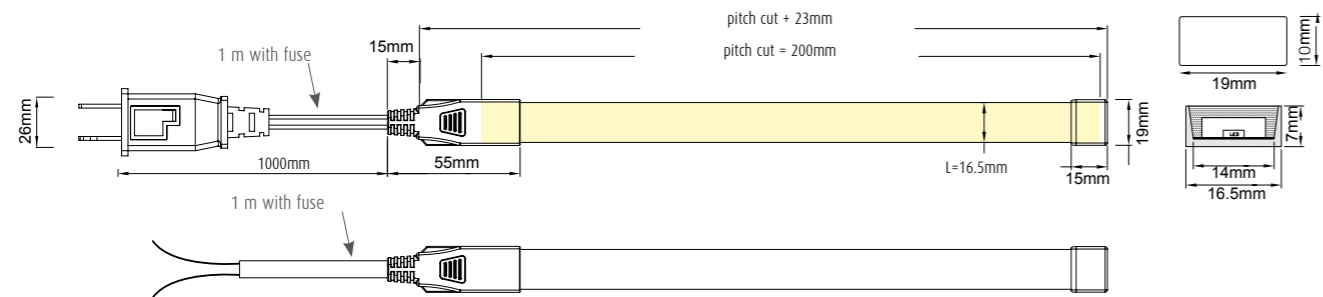 pitch cut + 23mm
1 m with fuse
15mm
pitch cut = 200mm
10mm
19mm
26mm
19mm
7mm
1000mm
55mm
L=16.5mm
15mm
14mm
16.5mm
1 m with fuse